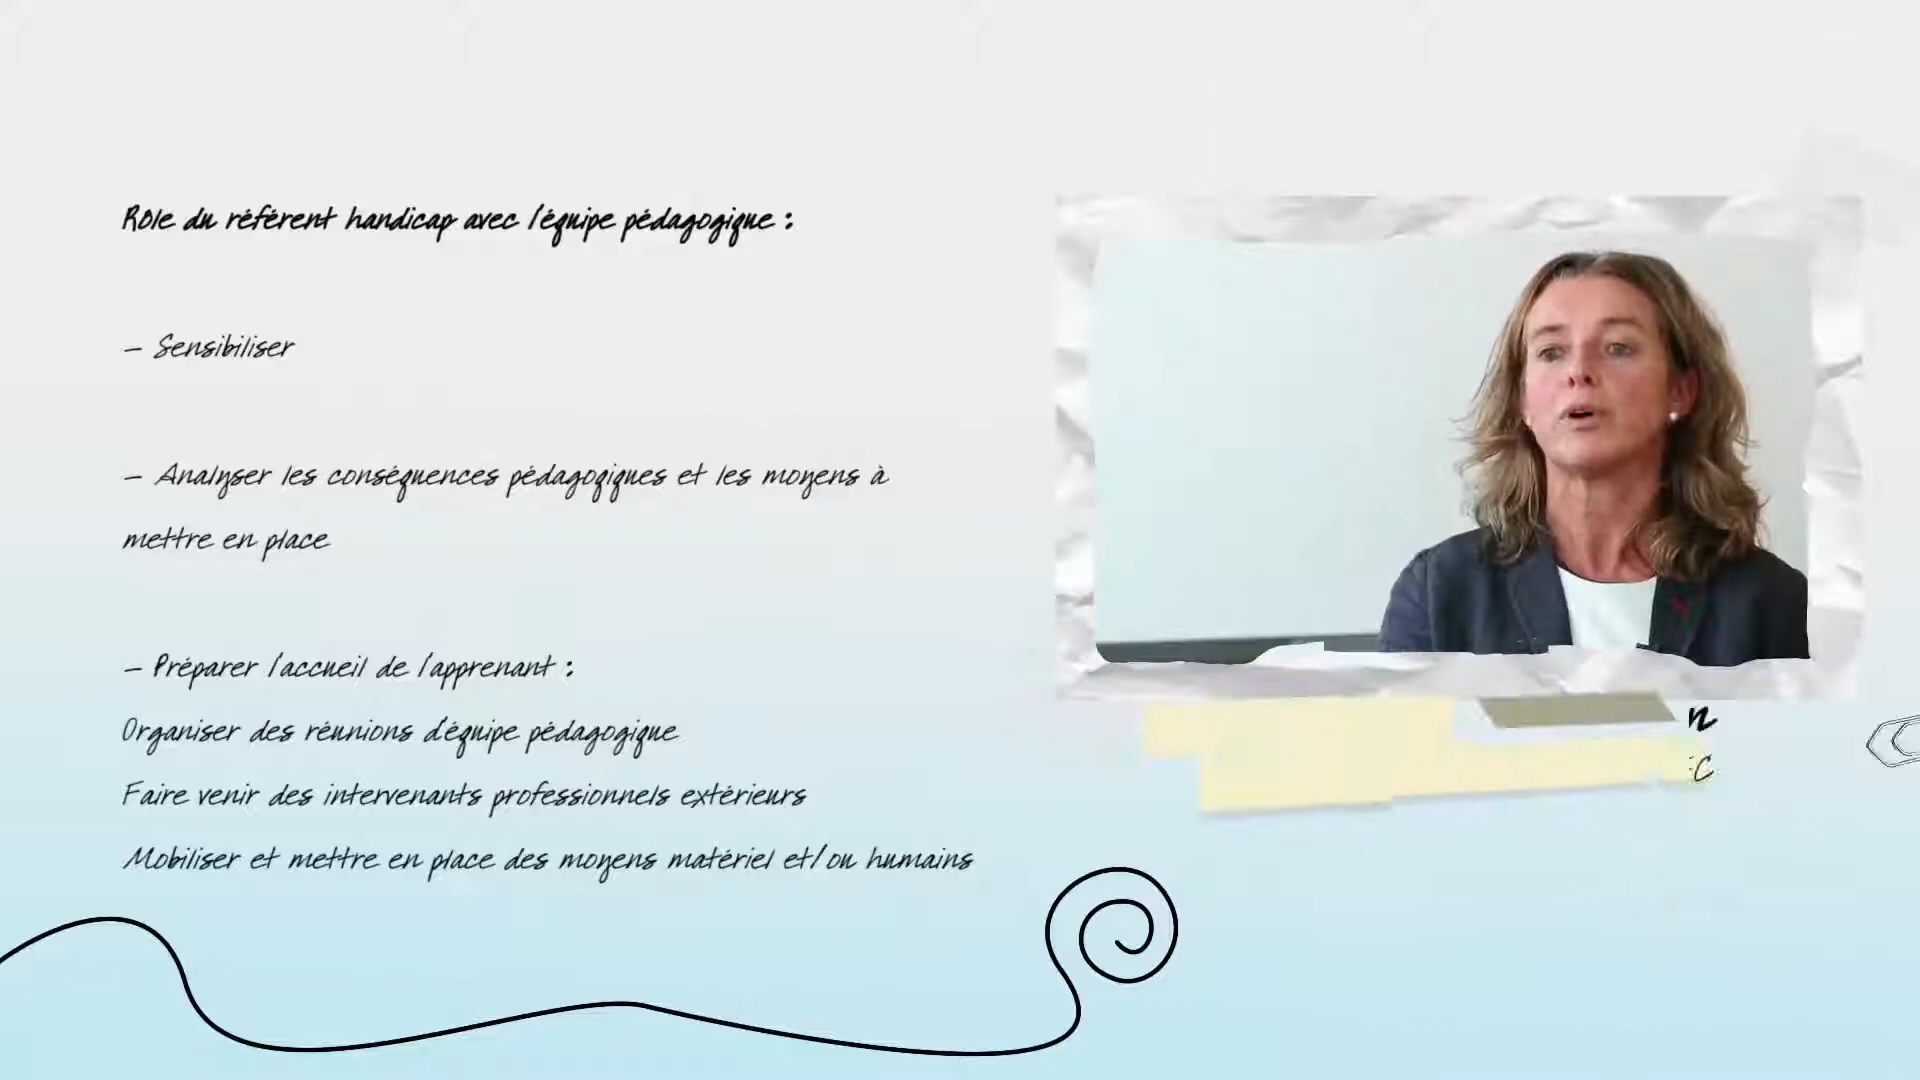 Rôle du référent handicap avec l'équipe pédagogique :
– Sensibiliser
– Analyser les conséquences pédagogiques et les moyens à
mettre en place
– Préparer l'accueil de l'apprenant :
Organiser des réunions d'équipe pédagogique
Faire venir des intervenants professionnels extérieurs
Mobiliser et mettre en place des moyens matériel et/ou humains
n